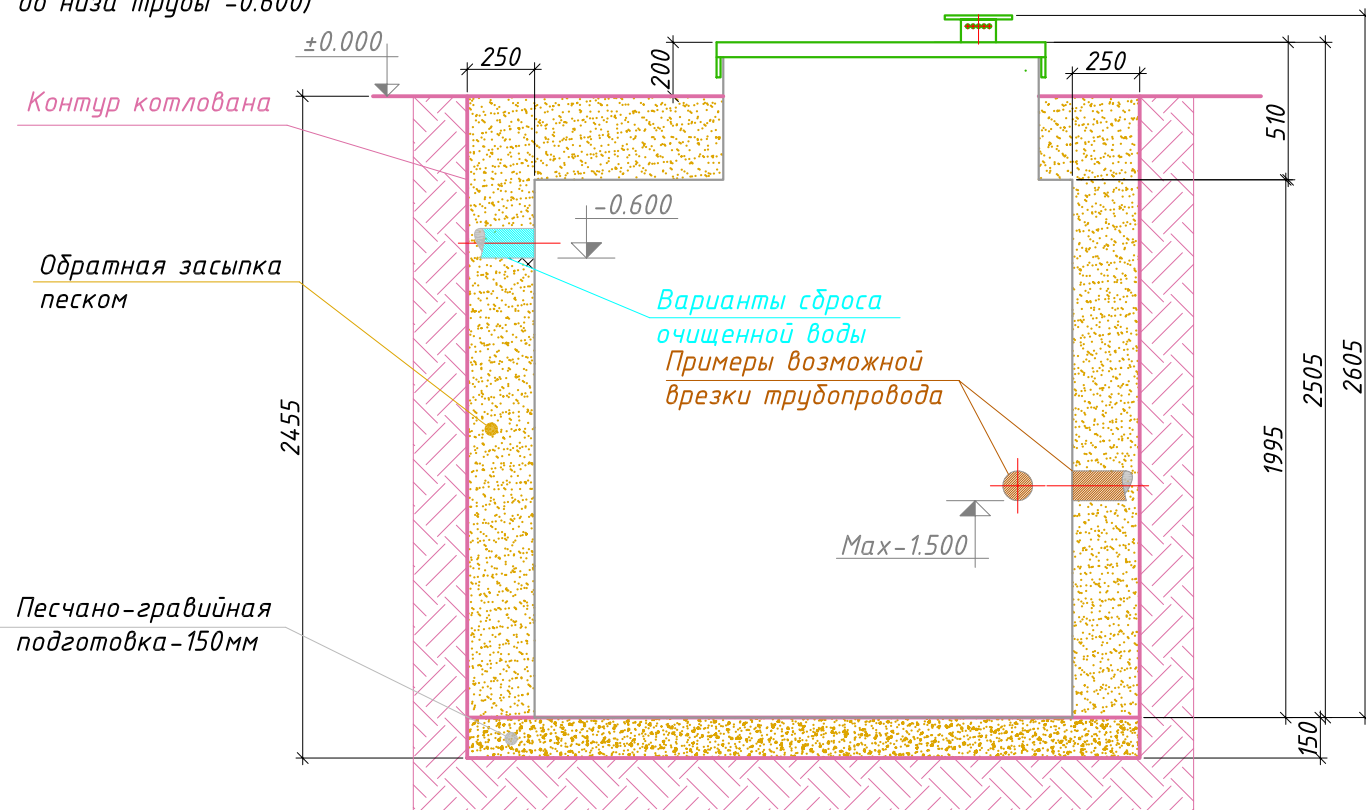 до низа трубы -0.600)
±0.000
250
200
250
Контур котлована
510
-0.600
Обратная засыпка
песком
Варианты сброса
очищенной воды
Примеры возможной
врезки трубопровода
2455
1995
2505
2605
Max-1.500
Песчано-гравийная
подготовка-150мм
150